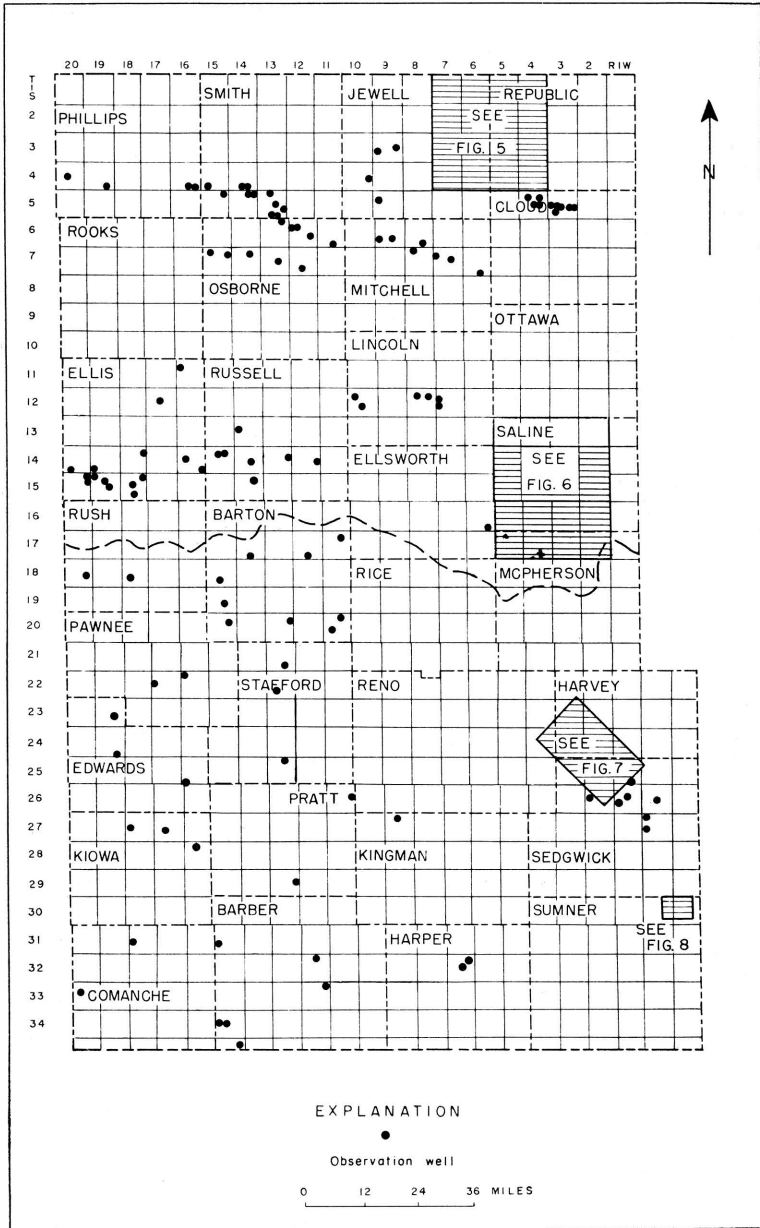 20 19 18 17 16 15 14 13 12 11 10 9 8 7 6 5 4 3 2 R1W
T
1
S
SMITH JEWELL REPUBLIC
2
PHILLIPS SEE
3
FIG. 5
4
5 CLOUD
6
ROOKS
7
8 OSBORNE MITCHELL
9 OTTAWA
10 LINCOLN
11 ELLIS RUSSELL
12
13 SALINE
14 ELLSWORTH SEE
15 FIG. 6
16 RUSH BARTON
17
18 RICE MCPHERSON
19
20 PAWNEE
21
22 STAFFORD RENO HARVEY
23
24 SEE
25 EDWARDS FIG. 7
26 PRATT
27
28 KIOWA KINGMAN SEDGWICK
29
30 BARBER SUMNER
31 HARPER SEE
FIG. 8
32
33 COMANCHE
34
N
EXPLANATION
Observation well
0 12 24 36 MILES